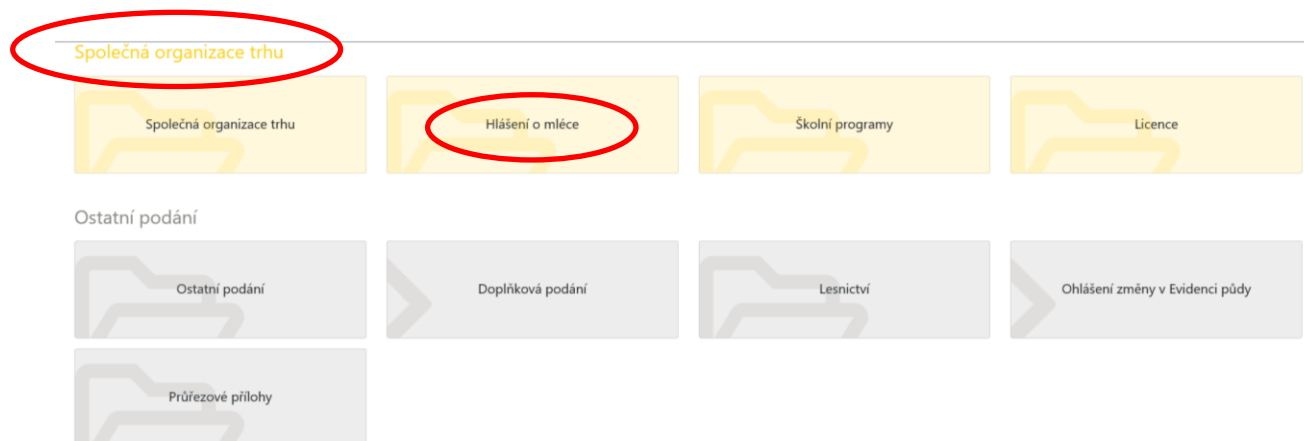 Společná organizace trhu
Společná organizace trhu
Hlášení o mléce
Školní programy
Licence
Ostatní podání
Ostatní podání
Doplňková podání
Lesnictví
Ohlášení změny v Evidenci půdy
Průřezové přílohy